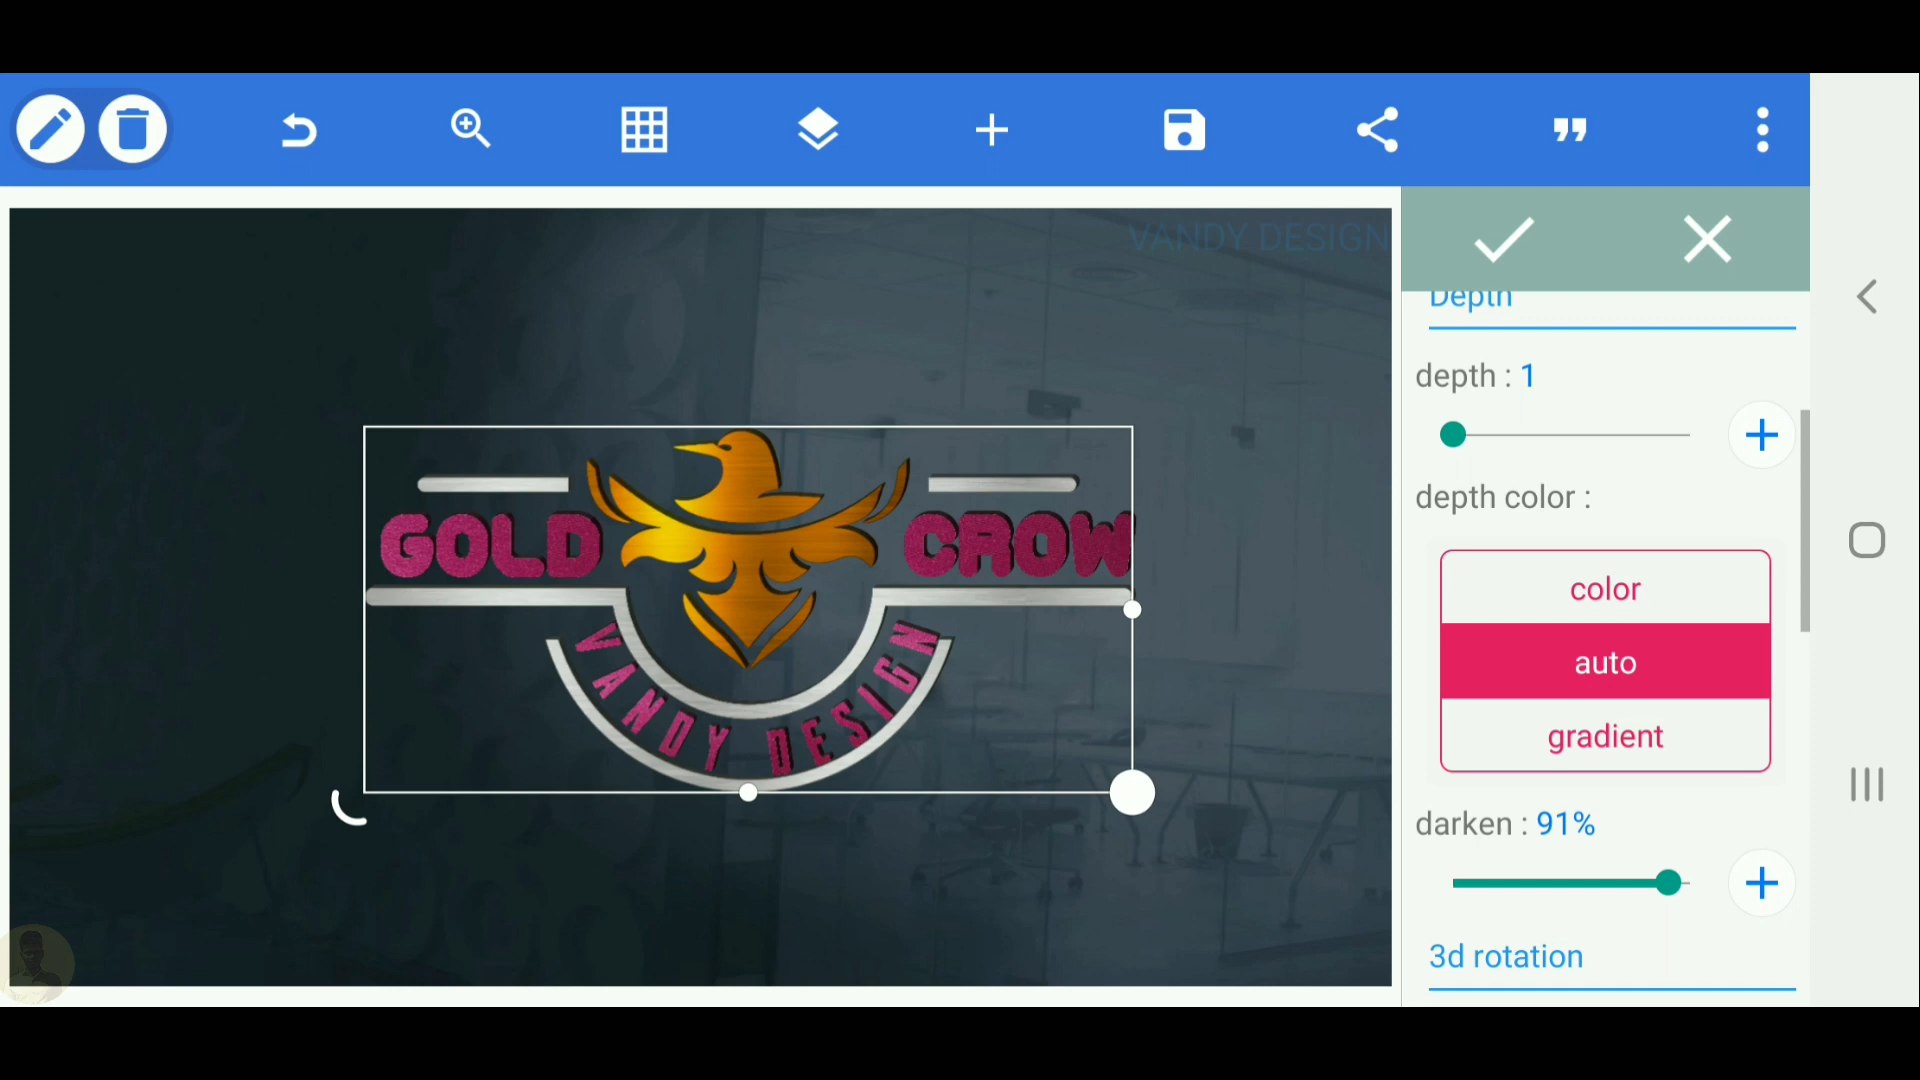 VANDY DESIGN
Depth
depth : 1
depth color :
color
auto
gradient
darken : 91%
3d rotation
GOLD CROW
VANDY DESIGN